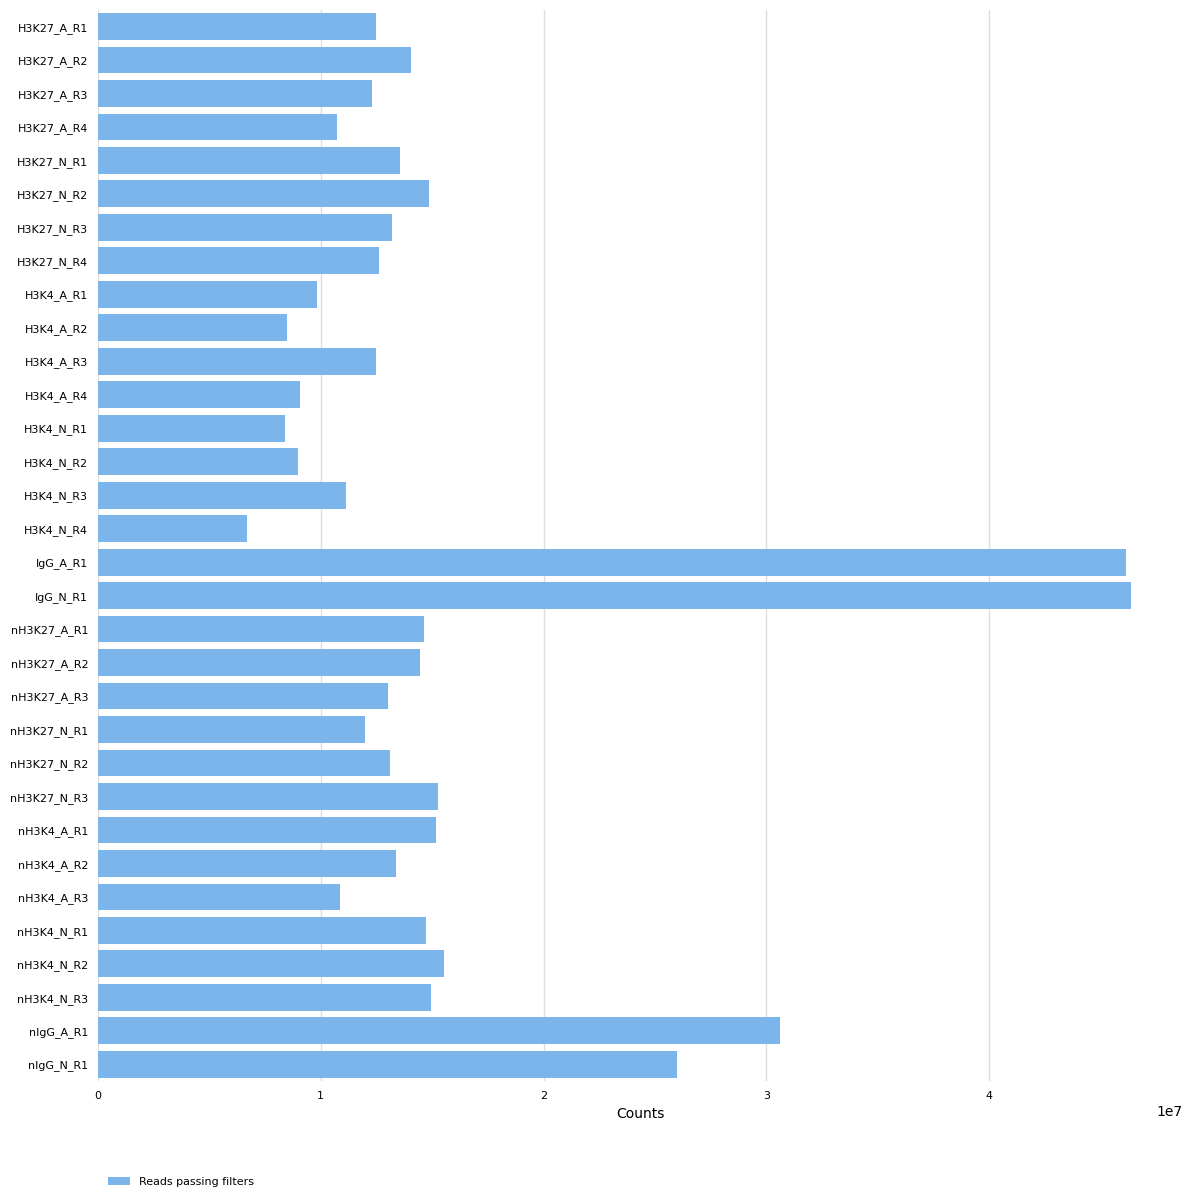 H3K27_A_R1
H3K27_A_R2
H3K27_A_R3
H3K27_A_R4
H3K27_N_R1
H3K27_N_R2
H3K27_N_R3
H3K27_N_R4
H3K4_A_R1
H3K4_A_R2
H3K4_A_R3
H3K4_A_R4
H3K4_N_R1
H3K4_N_R2
H3K4_N_R3
H3K4_N_R4
IgG_A_R1
IgG_N_R1
nH3K27_A_R1
nH3K27_A_R2
nH3K27_A_R3
nH3K27_N_R1
nH3K27_N_R2
nH3K27_N_R3
nH3K4_A_R1
nH3K4_A_R2
nH3K4_A_R3
nH3K4_N_R1
nH3K4_N_R2
nH3K4_N_R3
nIgG_A_R1
nIgG_N_R1
0 1 2 3 4
Counts 1e7
Reads passing filters